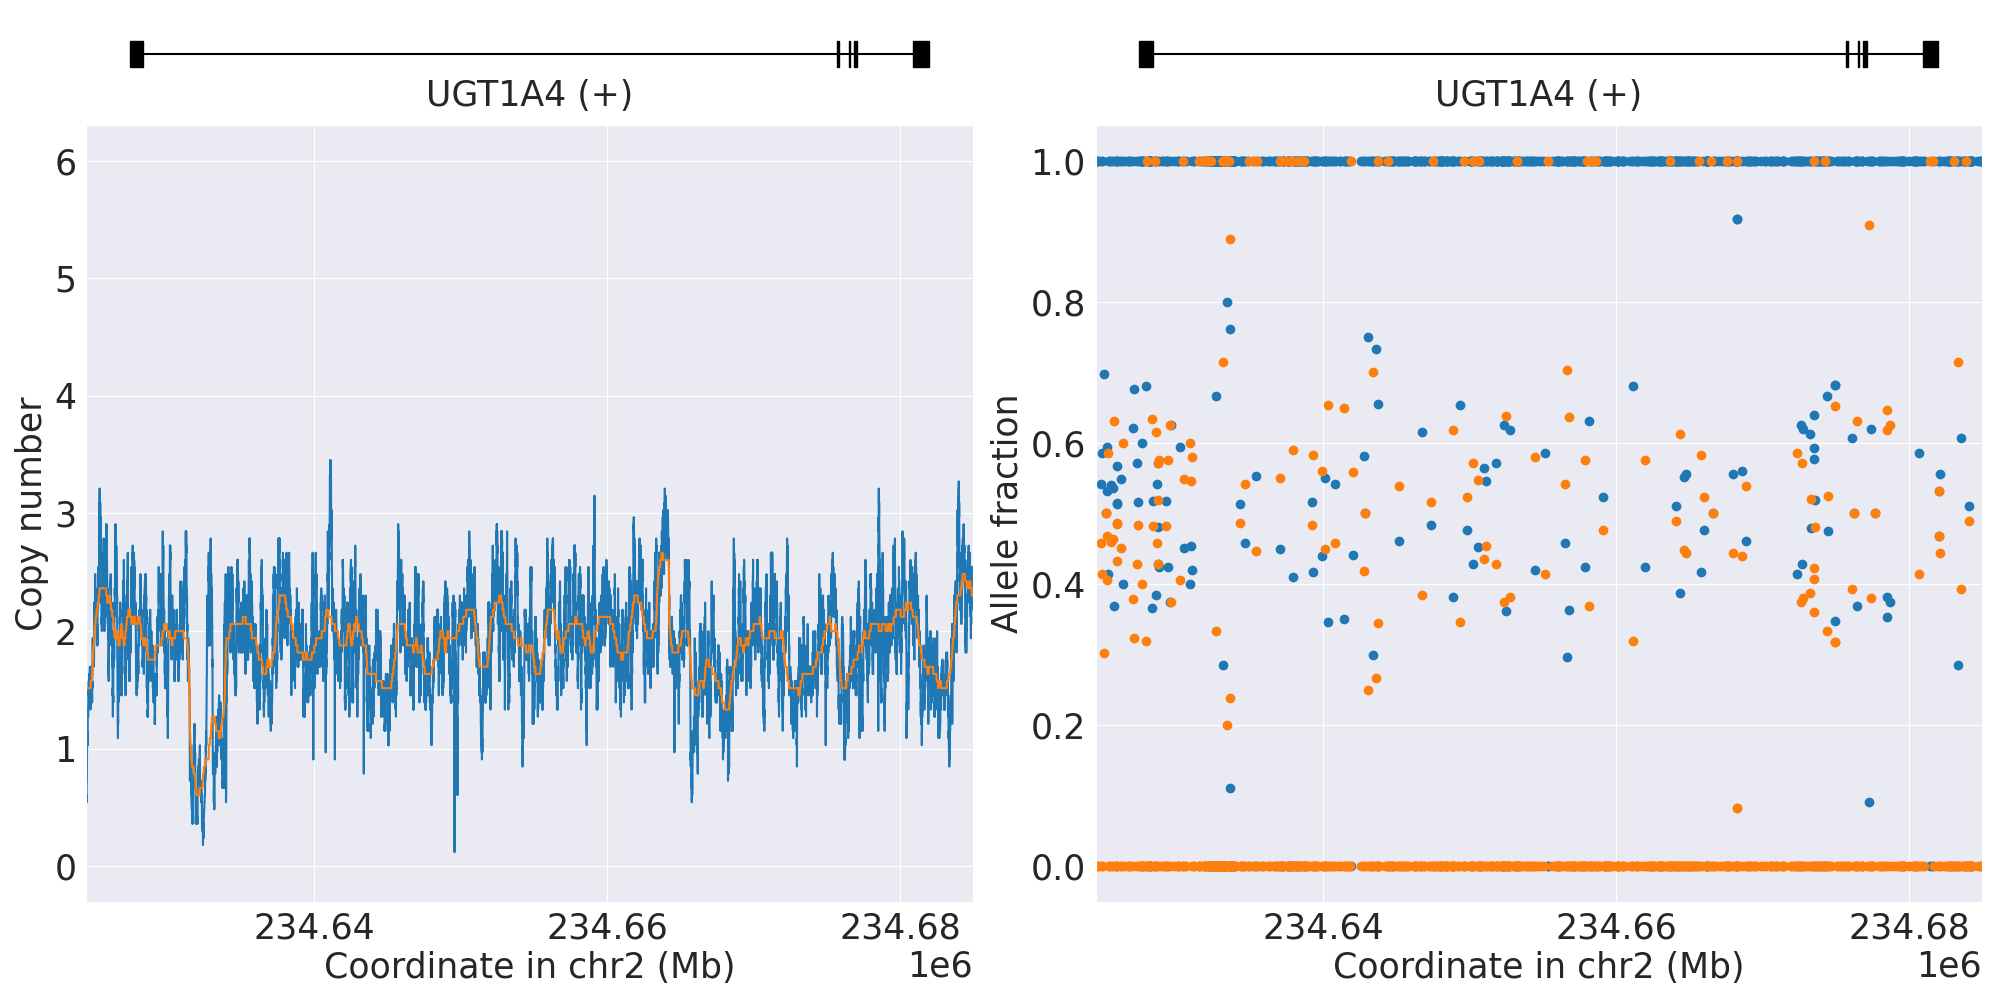 UGT1A4 (+)
6
5
4
3
2
1
0
Copy number
234.64 234.66 234.68
Coordinate in chr2 (Mb)
1e6
UGT1A4 (+)
1.0
0.8
0.6
0.4
0.2
0.0
Allele fraction
234.64 234.66 234.68
Coordinate in chr2 (Mb)
1e6